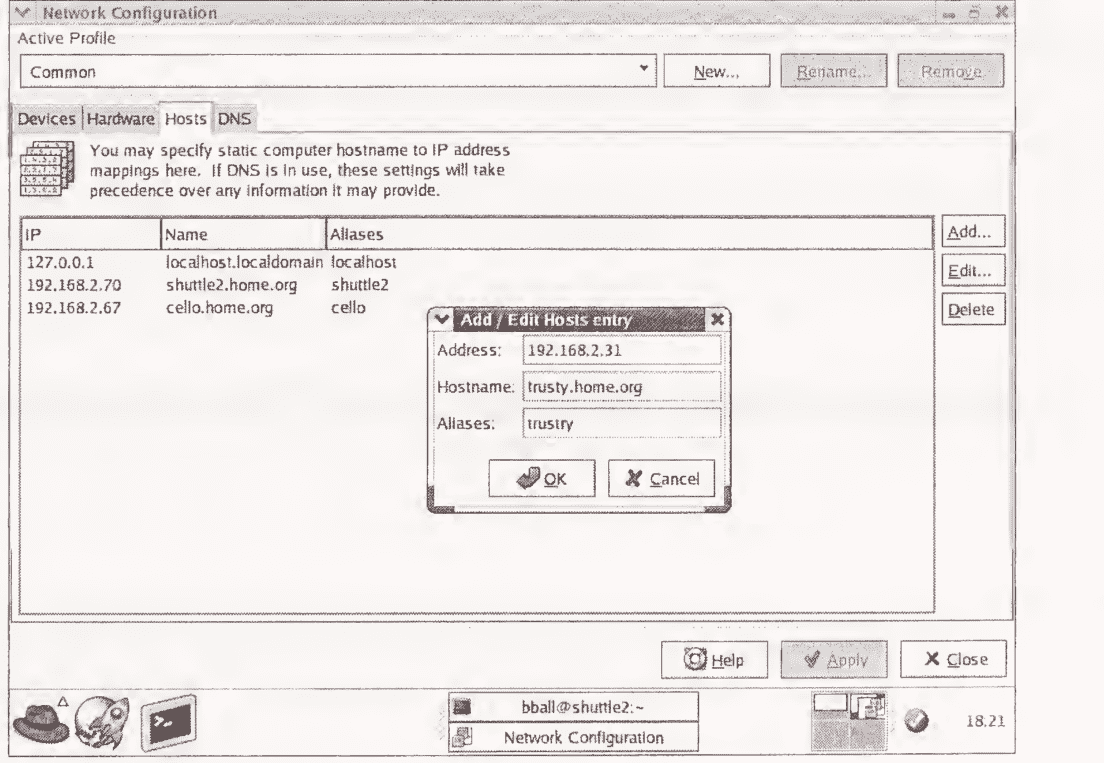 Network Configuration
Active Profile
Common
New...
Rename...
Remove
Devices Hardware Hosts DNS
You may specify static computer hostname to IP address
mappings here. If DNS is in use, these settings will take
precedence over any information it may provide.
IP Name Aliases
127.0.0.1 localhost.localdomain localhost
192.168.2.70 shuttle2.home.org shuttle2
192.168.2.67 cello.home.org cello
Add...
Edit...
Delete
Add / Edit Hosts entry
Address: 192.168.2.31
Hostname: trusty.home.org
Aliases: trustry
OK Cancel
Help Apply Close
bball@shuttle2:~
Network Configuration
18:21